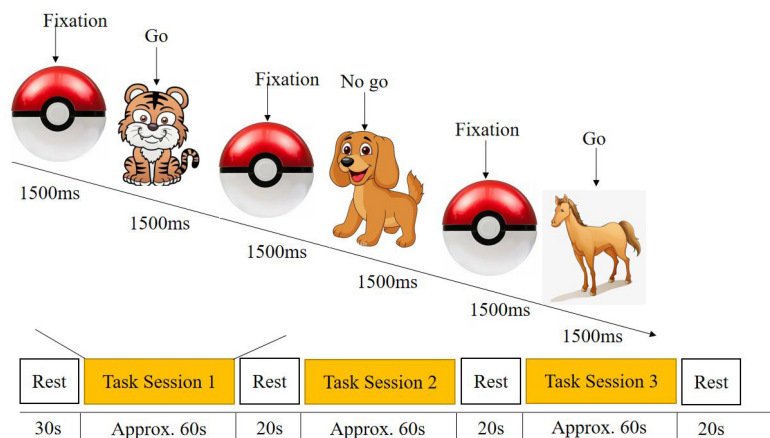 Fixation
Go
Fixation
No go
Fixation
Go
1500ms
1500ms
1500ms
1500ms
1500ms
1500ms
Rest Task Session 1 Rest Task Session 2 Rest Task Session 3 Rest
30s Approx. 60s 20s Approx. 60s 20s Approx. 60s 20s